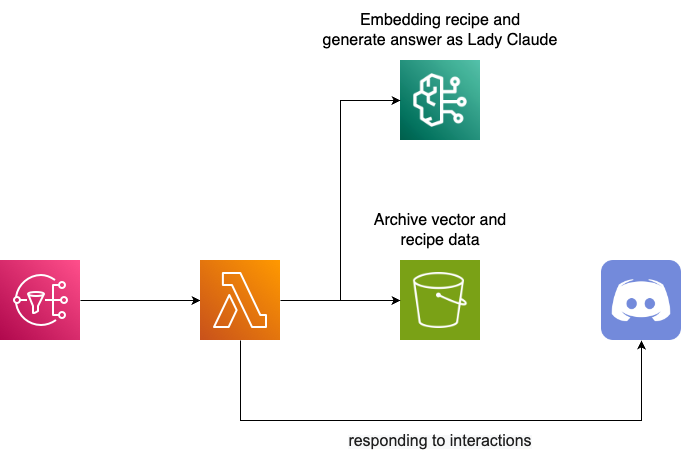 Embedding recipe and
generate answer as Lady Claude
Archive vector and
recipe data
responding to interactions